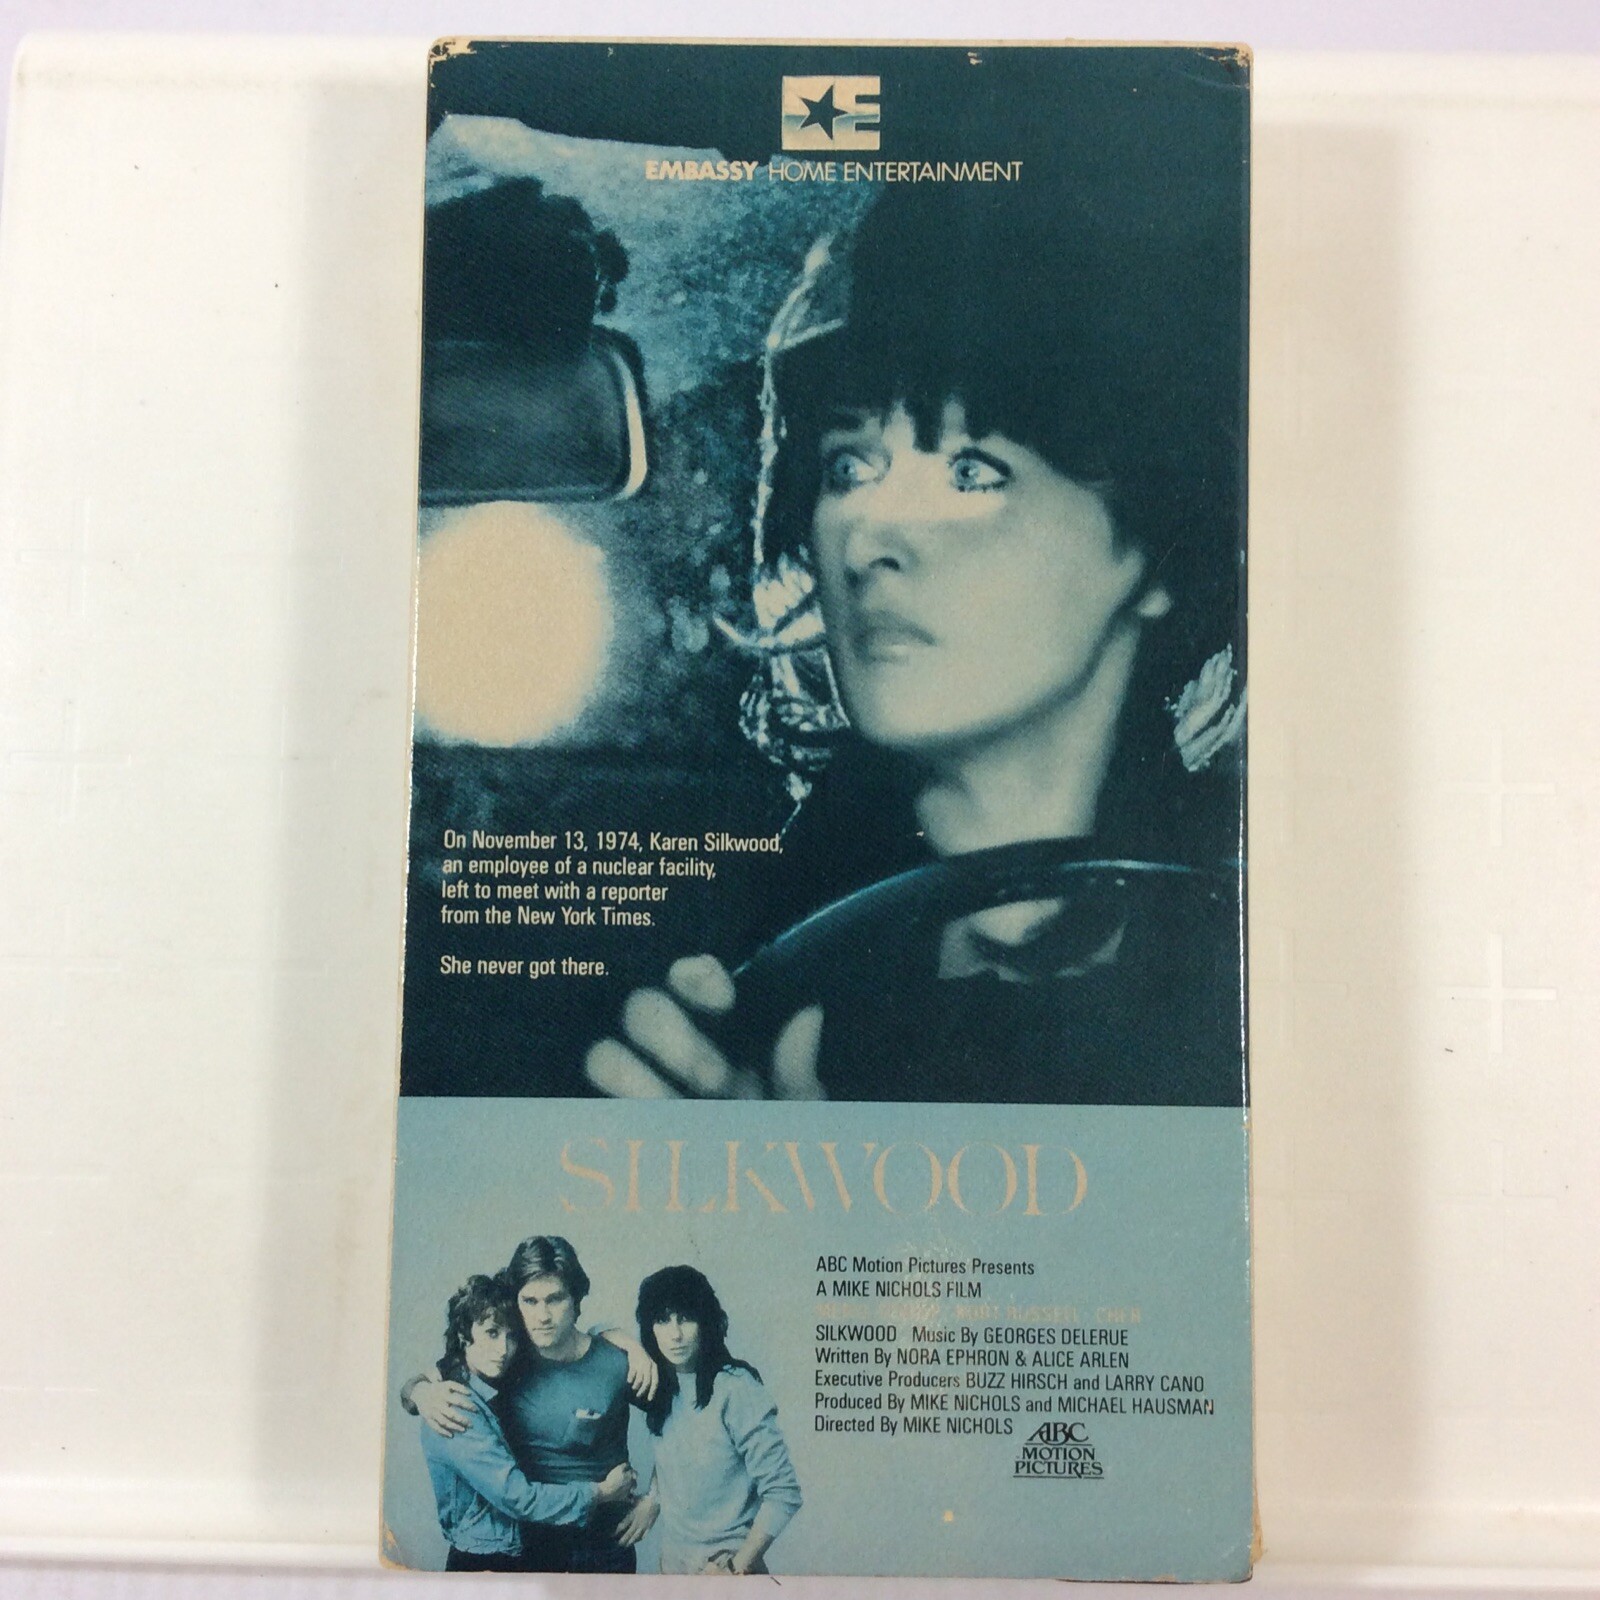 EMBASSY HOME ENTERTAINMENT
On November 13, 1974, Karen Silkwood,
an employee of a nuclear facility,
left to meet with a reporter
from the New York Times.
She never got there.
SILKWOOD
ABC Motion Pictures Presents
A MIKE NICHOLS FILM
KURT RUSSELL CHER
SILKWOOD Music By GEORGES DELERUE
Written By NORA EPHRON & ALICE ARLEN
Executive Producers BUZZ HIRSCH and LARRY CANO
Produced By MIKE NICHOLS and MICHAEL HAUSMAN
Directed By MIKE NICHOLS
ABC
MOTION
PICTURES